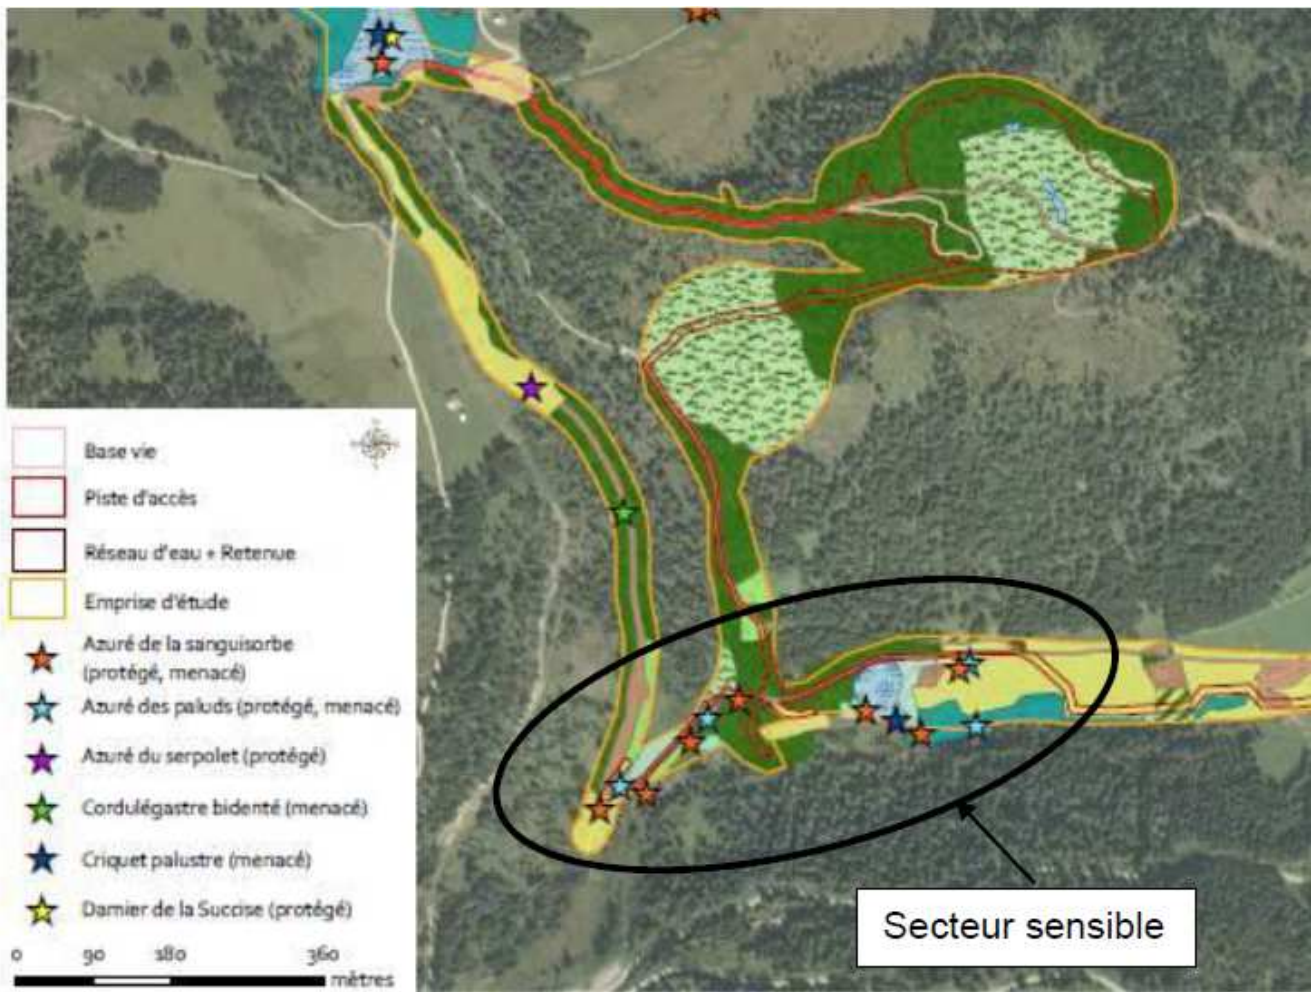 Base vie
Piste d'accès
Réseau d'eau + Retenue
Emprise d'étude
Azuré de la sanguisorbe
(protégé, menacé)
Azuré des paluds (protégé, menacé)
Azuré du serpolet (protégé)
Cordulégastre bidenté (menacé)
Criquet palustre (menacé)
Damier de la Succise (protégé)
0 90 180 360
mètres
Secteur sensible